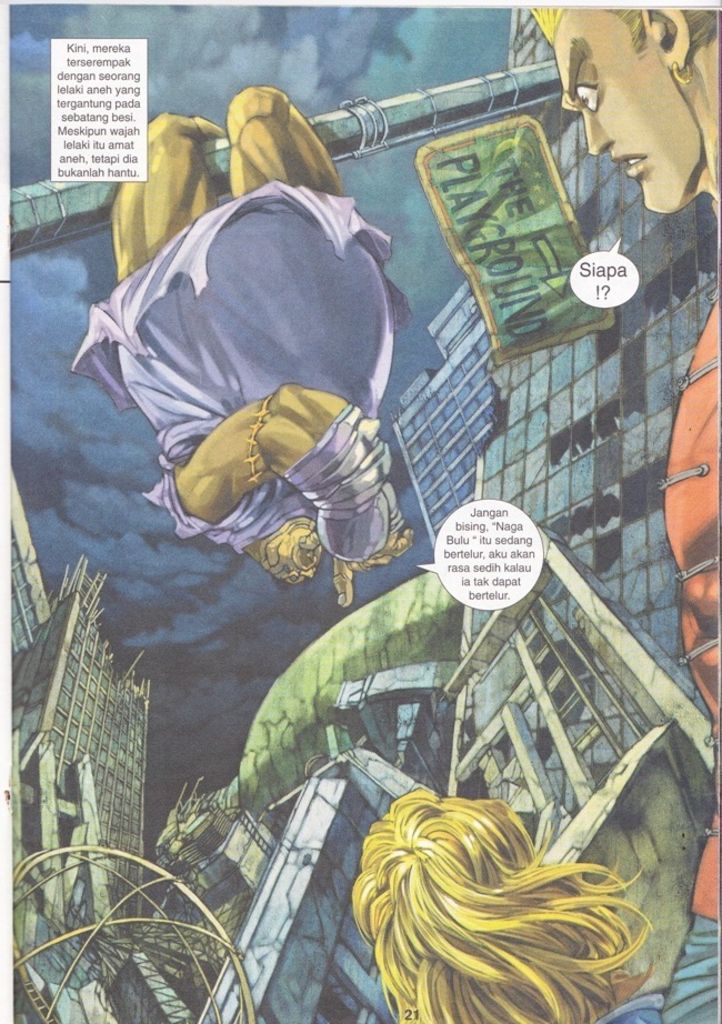 Kini, mereka
terserempak
dengan seorang
lelaki aneh yang
tergantung pada
sebatang besi.
Meskipun wajah
lelaki itu amat
aneh, tetapi dia
bukanlah hantu.
THE
PLAYGROUND
Siapa
!?
Jangan
bising, "Naga
Bulu " itu sedang
bertelur, aku akan
rasa sedih kalau
ia tak dapat
bertelur.
21